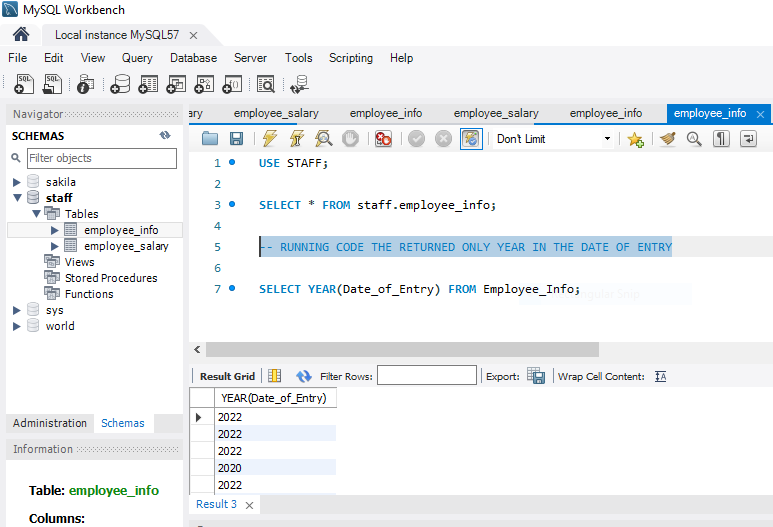 MySQL Workbench
Local instance MySQL57
File Edit View Query Database Server Tools Scripting Help
Navigator
SCHEMAS
Filter objects
sakila
staff
Tables
employee_info
employee_salary
Views
Stored Procedures
Functions
sys
world
Administration Schemas
Information
Table: employee_info
Columns:
ary employee_salary employee_info employee_salary employee_info employee_info
Don't Limit
1 USE STAFF;
2
3 SELECT * FROM staff.employee_info;
4
5 -- RUNNING CODE THE RETURNED ONLY YEAR IN THE DATE OF ENTRY
6
7 SELECT YEAR(Date_of_Entry) FROM Employee_Info;
Result Grid Filter Rows: Export: Wrap Cell Content:
YEAR(Date_of_Entry)
2022
2022
2022
2020
2022
Result 3